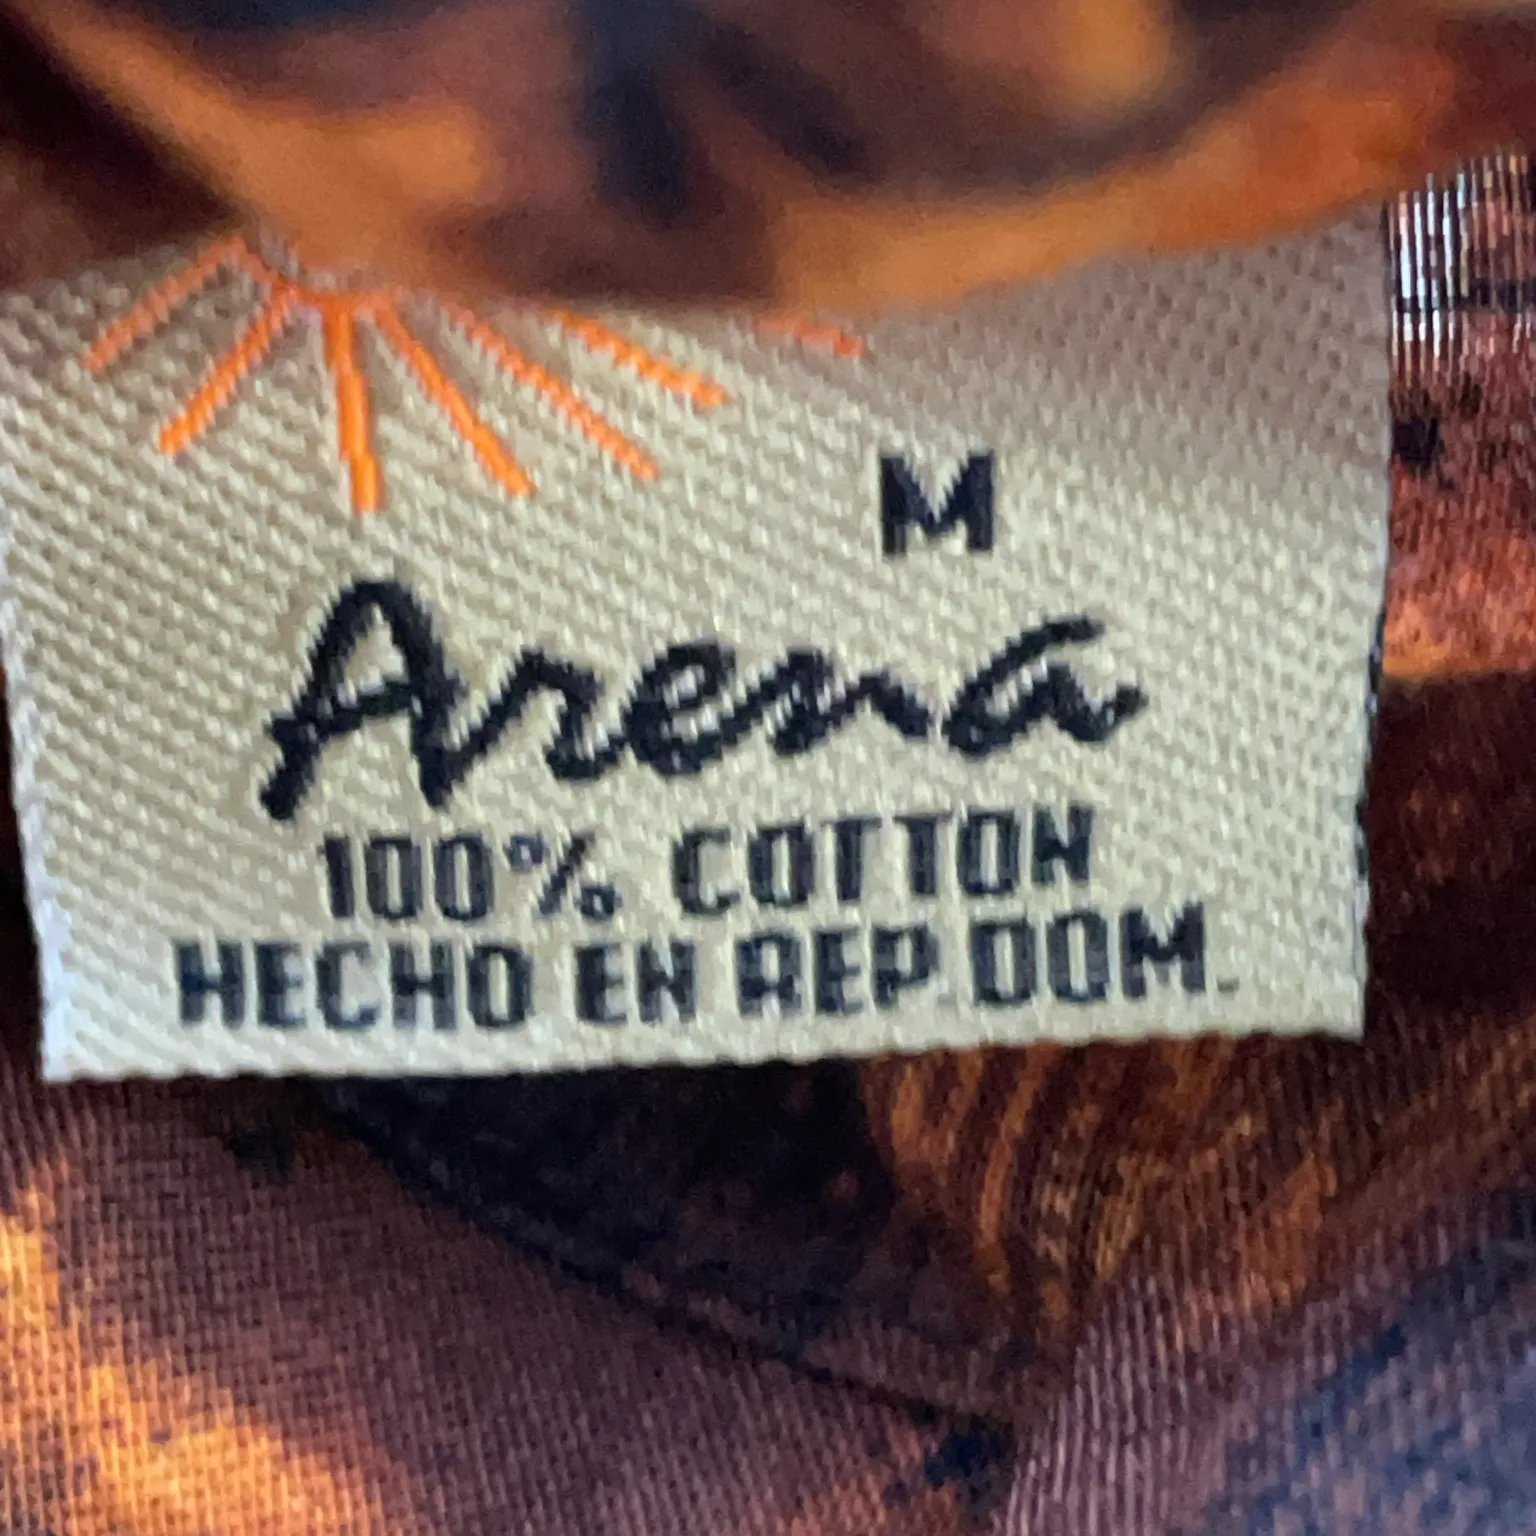 M
Arena
100% COTTON
HECHO EN REP.DOM.